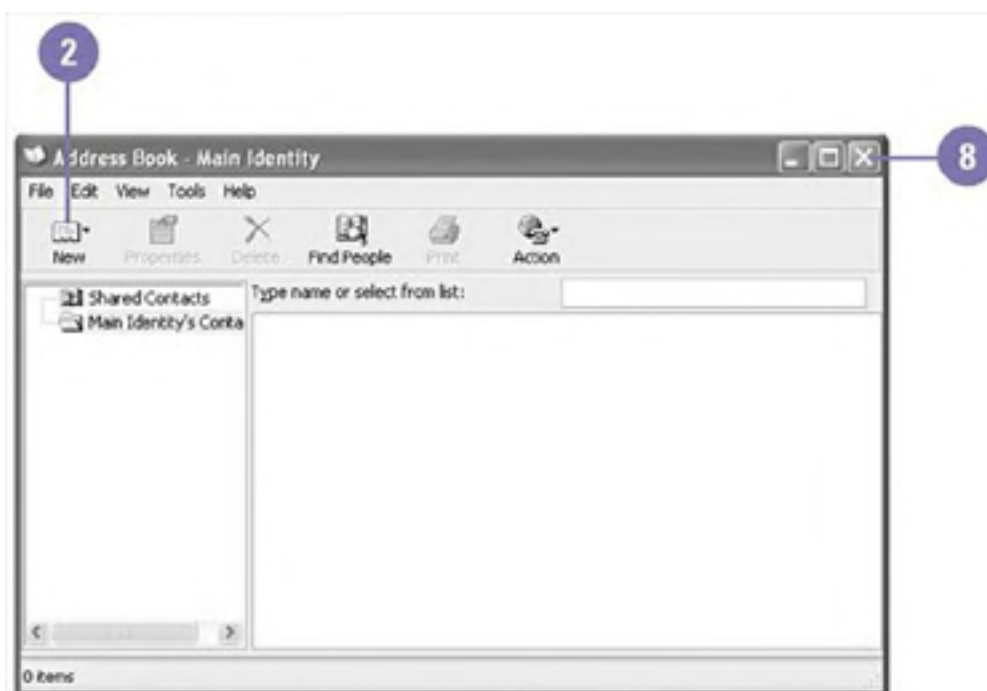 2
Address Book - Main Identity
8
File Edit View Tools Help
New Properties Delete Find People Print Action
Shared Contacts
Type name or select from list:
Main Identity's Conta
0 items